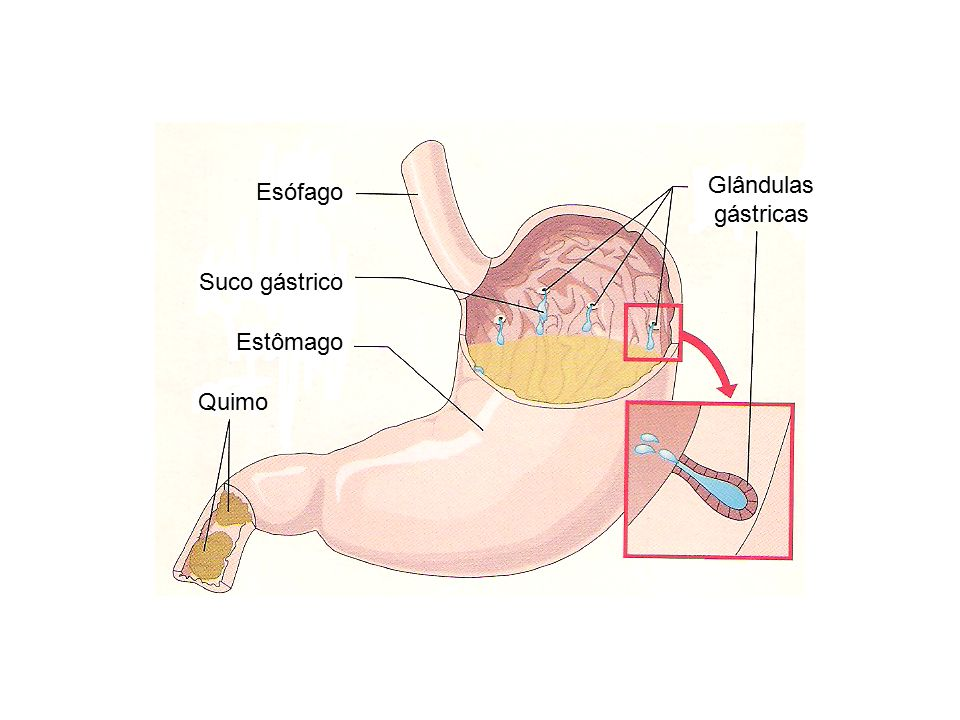 Esófago
Suco gástrico
Estômago
Quimo
Glândulas
gástricas